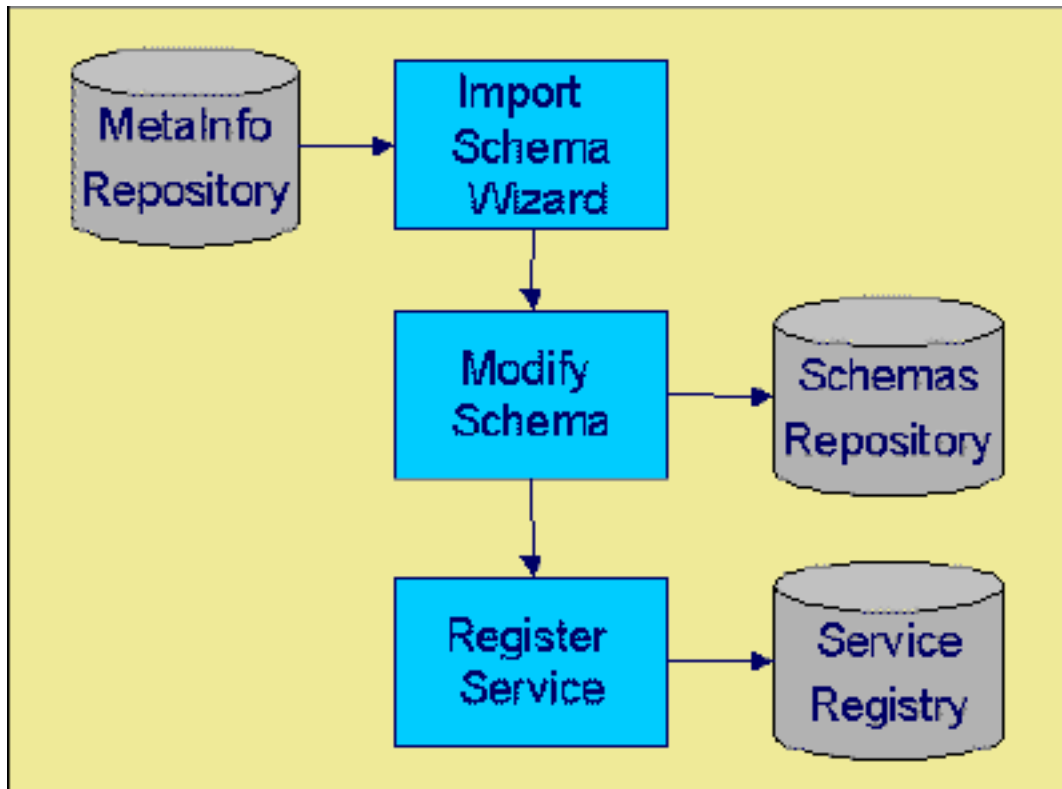 MetaInfo
Repository
Import
Schema
Wizard
Modify
Schema
Schemas
Repository
Register
Service
Service
Registry